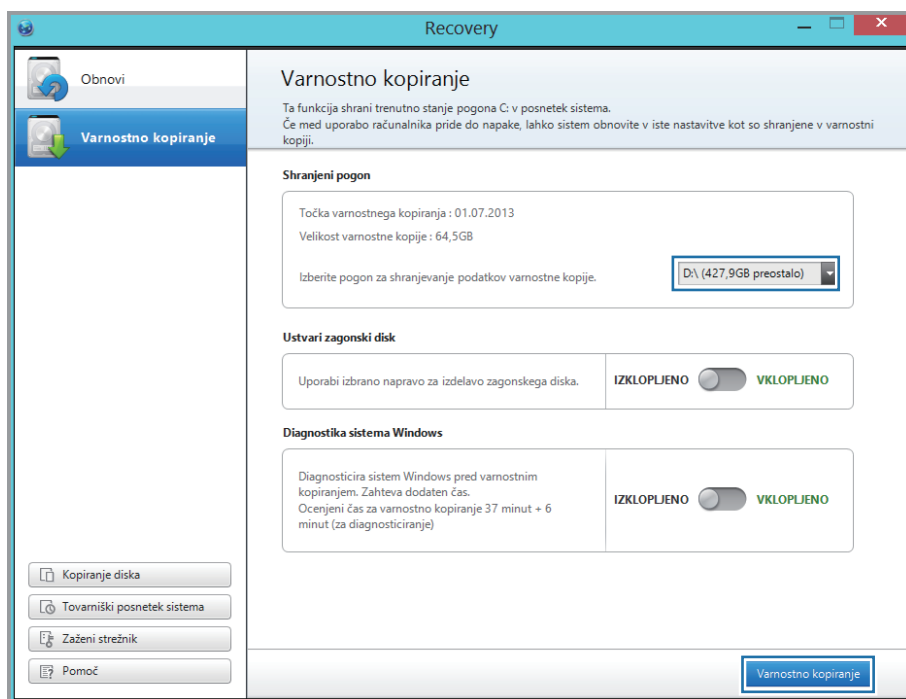 Recovery
Obnovi
Varnostno kopiranje
Varnostno kopiranje
Ta funkcija shrani trenutno stanje pogona C: v posnetek sistema.
Če med uporabo računalnika pride do napake, lahko sistem obnovite v iste nastavitve kot so shranjene v varnostni
kopiji.
Shranjeni pogon
Točka varnostnega kopiranja : 01.07.2013
Velikost varnostne kopije : 64,5GB
Izberite pogon za shranjevanje podatkov varnostne kopije.
D:\ (427,9GB preostalo)
Ustvari zagonski disk
Uporabi izbrano napravo za izdelavo zagonskega diska.
IZKLOPLJENO VKLOPLJENO
Diagnostika sistema Windows
Diagnosticira sistem Windows pred varnostnim
kopiranjem. Zahteva dodaten čas.
Ocenjeni čas za varnostno kopiranje 37 minut + 6
minut (za diagnosticiranje)
IZKLOPLJENO VKLOPLJENO
Kopiranje diska
Tovarniški posnetek sistema
Zaženi strežnik
Pomoč
Varnostno kopiranje